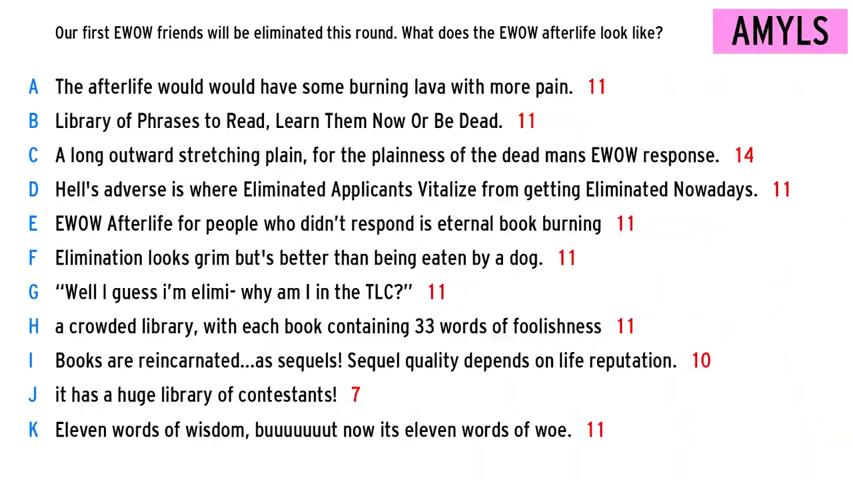 Our first EWOW friends will be eliminated this round. What does the EWOW afterlife look like?
AMYLS
A The afterlife would would have some burning lava with more pain. 11
B Library of Phrases to Read, Learn Them Now Or Be Dead. 11
C A long outward stretching plain, for the plainness of the dead mans EWOW response. 14
D Hell's adverse is where Eliminated Applicants Vitalize from getting Eliminated Nowadays. 11
E EWOW Afterlife for people who didn't respond is eternal book burning 11
F Elimination looks grim but's better than being eaten by a dog. 11
G "Well I guess i'm elimi- why am I in the TLC?" 11
H a crowded library, with each book containing 33 words of foolishness 11
I Books are reincarnated...as sequels! Sequel quality depends on life reputation. 10
J it has a huge library of contestants! 7
K Eleven words of wisdom, buuuuuut now its eleven words of woe. 11